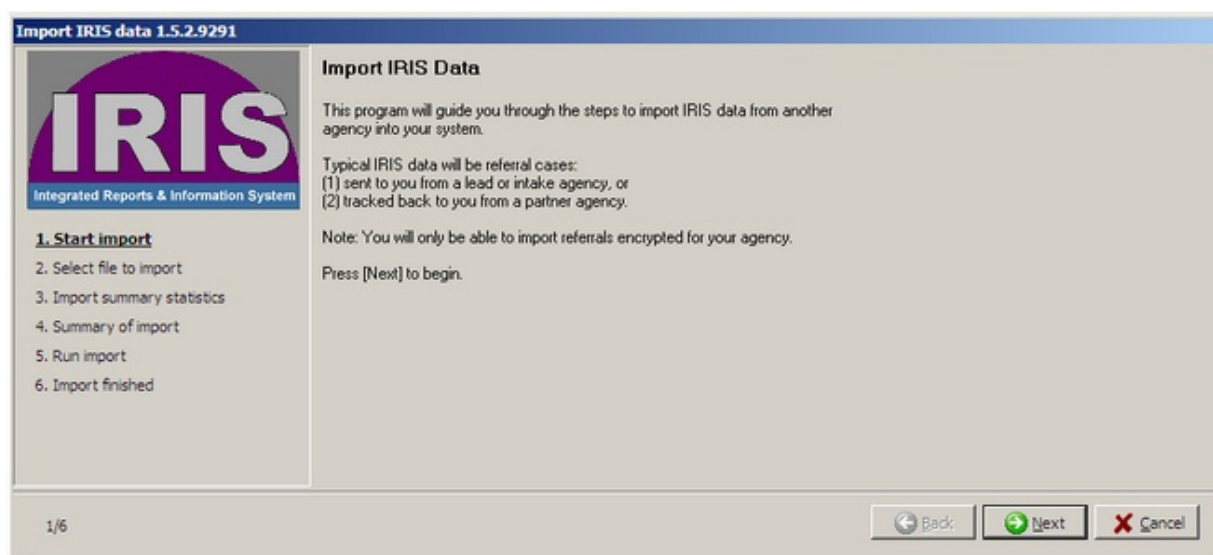 Import IRIS data 1.5.2.9291
IRIS
Integrated Reports & Information System
1. Start import
2. Select file to import
3. Import summary statistics
4. Summary of import
5. Run import
6. Import finished
Import IRIS Data
This program will guide you through the steps to import IRIS data from another
agency into your system.
Typical IRIS data will be referral cases:
(1) sent to you from a lead or intake agency, or
(2) tracked back to you from a partner agency.
Note: You will only be able to import referrals encrypted for your agency.
Press [Next] to begin.
1/6
Back
Next
Cancel